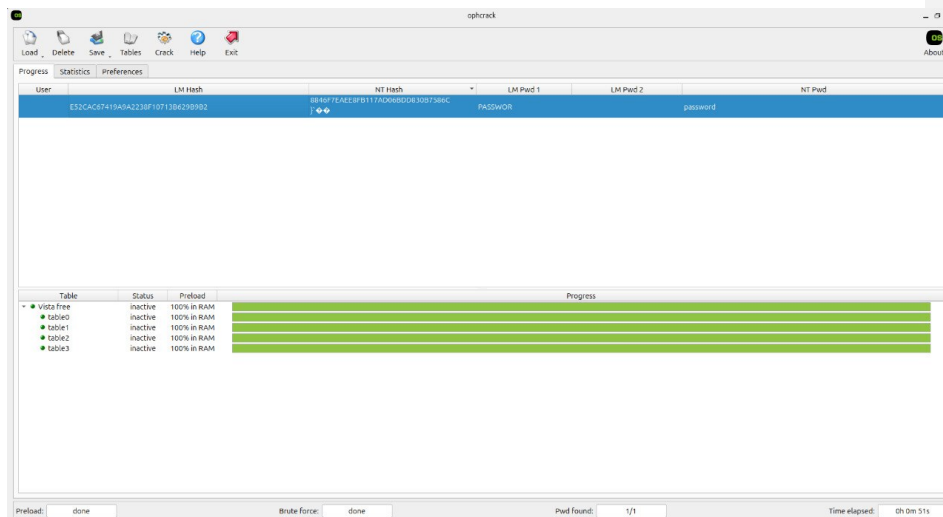 os
ophcrack
Load Delete Save Tables Crack Help Exit
os
About
Progress Statistics Preferences
User LM Hash NT Hash LM Pwd 1 LM Pwd 2 NT Pwd
E52CAC67419A9A2238F10713B629B9B2 8846F7EAEE8FB117AD06BDD830B7586C PASSWOR password
Table Status Preload Progress
Vista free inactive 100% in RAM
table0 inactive 100% in RAM
table1 inactive 100% in RAM
table2 inactive 100% in RAM
table3 inactive 100% in RAM
Preload: done Brute force: done Pwd found: 1/1 Time elapsed: 0h 0m 51s